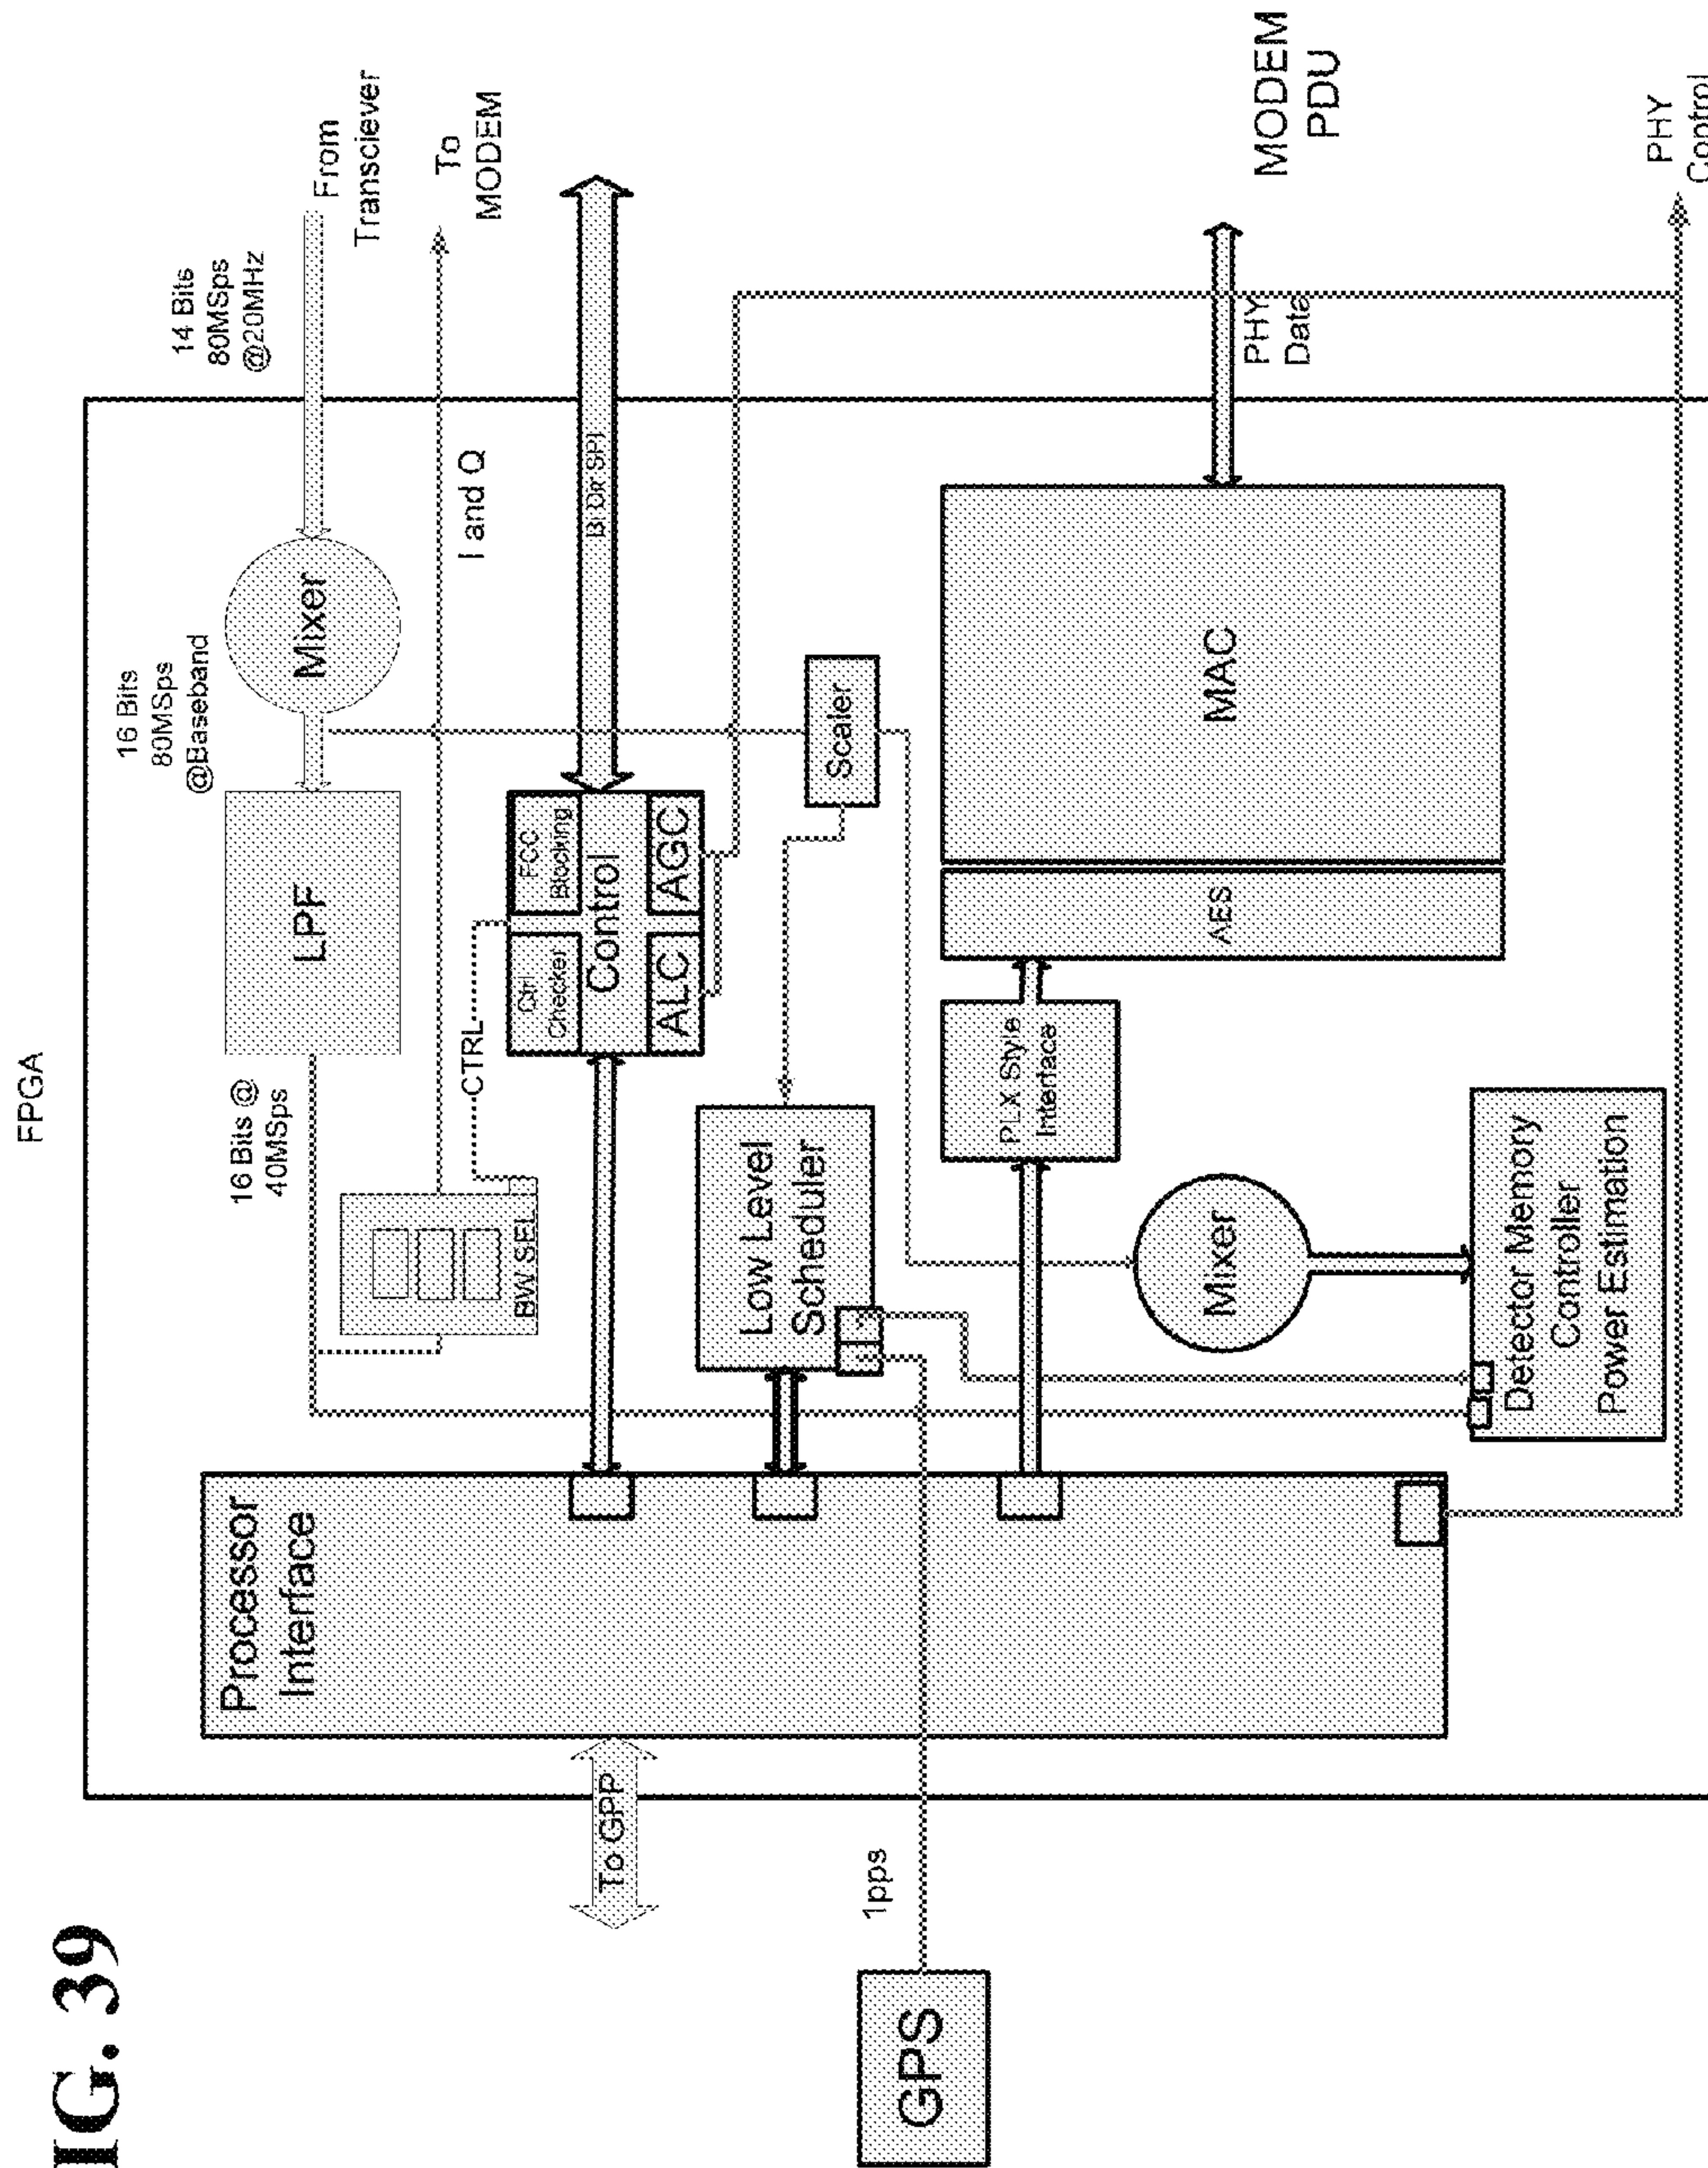 IG. 39
FPGA
14 Bits
80MSps
@20MHz
From
Transciever
16 Bits
80MSps
@Baseband
Mixer
LPF
To
MODEM
I and Q
16 Bits @
40MSps
BW SEL
CTRL
Ctrl
Checker
FCC
Blocking
Control
ALC
AGC
BI Dir SPI
Processor
Interface
To GPP
Low Level
Scheduler
Scaler
GPS
1pps
PLX Style
Interface
AES
MAC
PHY
Data
MODEM
PDU
Mixer
Detector Memory
Controller
Power Estimation
PHY
Control